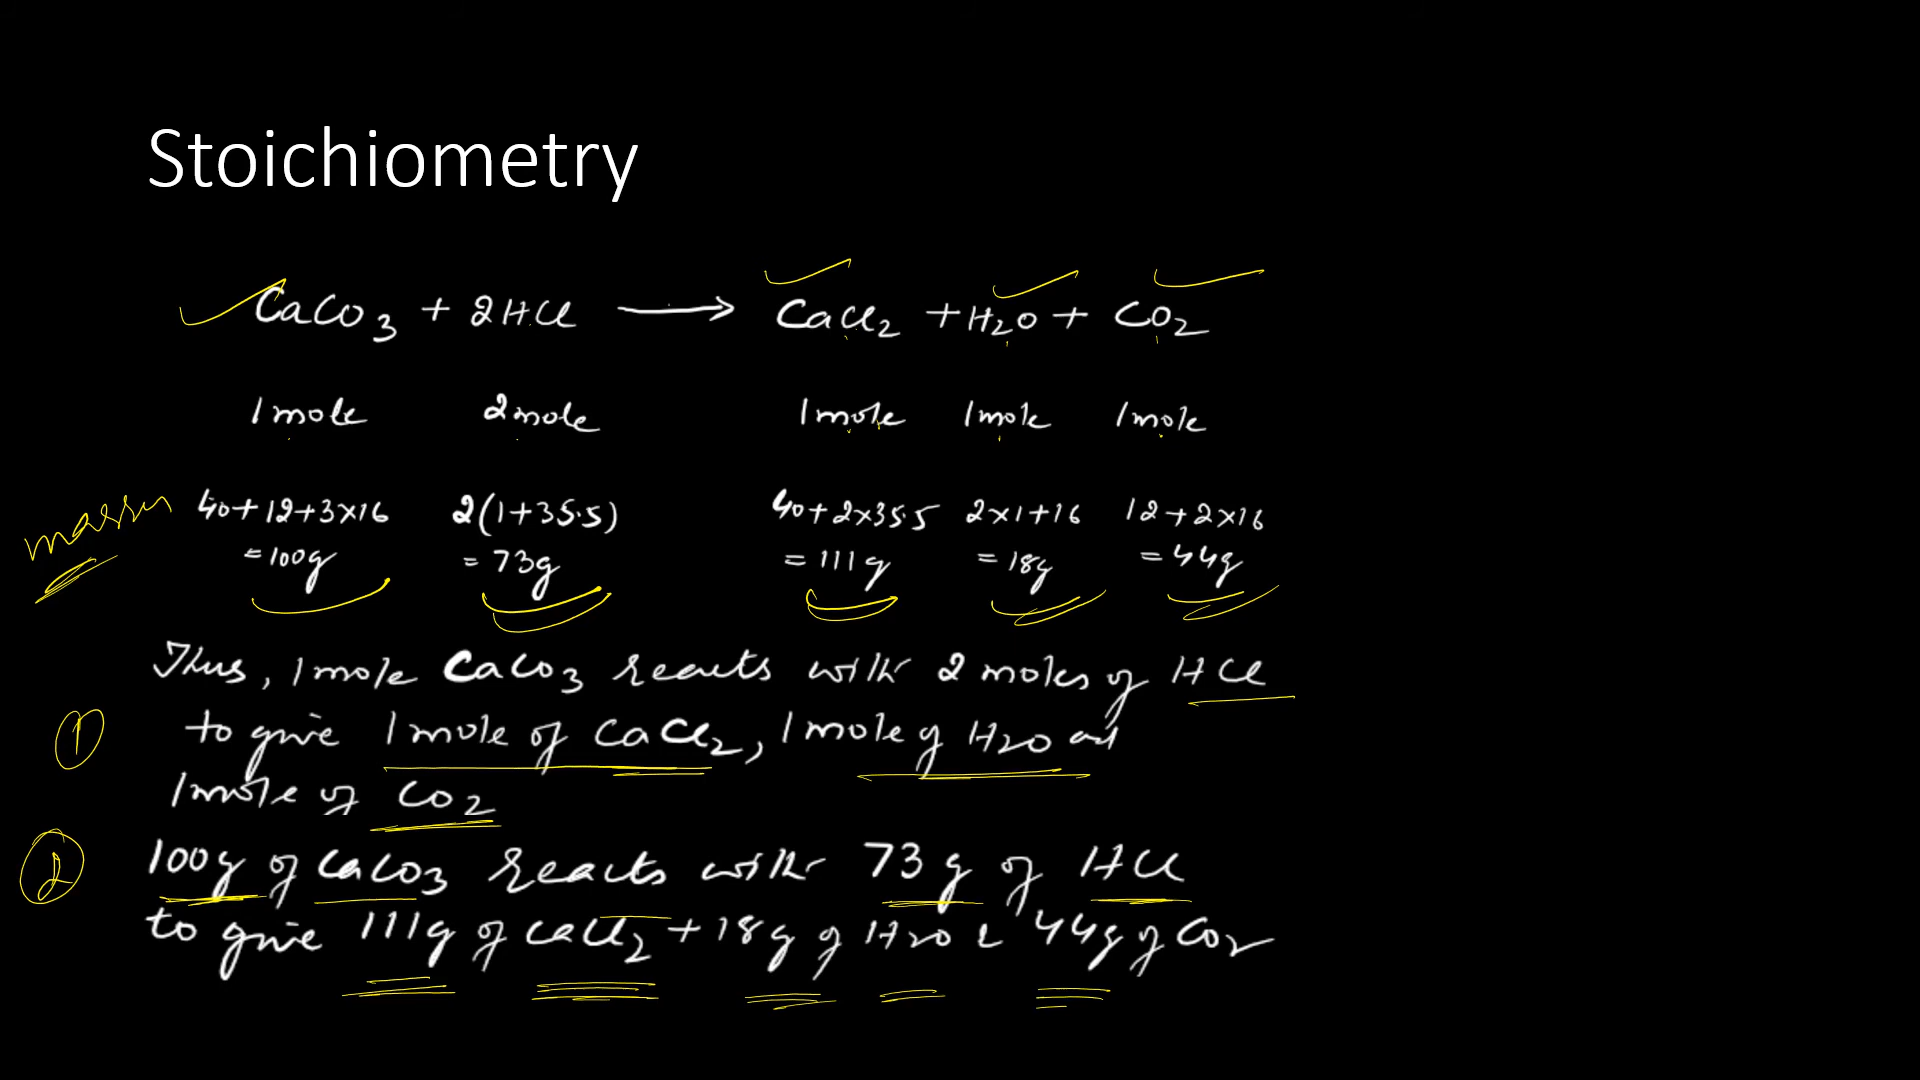 Stoichiometry
CaCO3 + 2HCl ⟶ CaCl2 + H2O + CO2
1mole 2mole 1mole 1mole 1mole
masses 40+12+3×16 2(1+35.5) 40+2×35.5 2×1+16 12+2×16
=100g = 73g = 111g = 18g = 44g
Thus, 1mole CaCO3 reacts with 2 moles of HCl
① to give 1mole of CaCl2, 1mole of H2O and
1mole of CO2
② 100g of CaCO3 reacts with 73g of HCl
to give 111g of CaCl2 + 18g of H2O & 44g of CO2